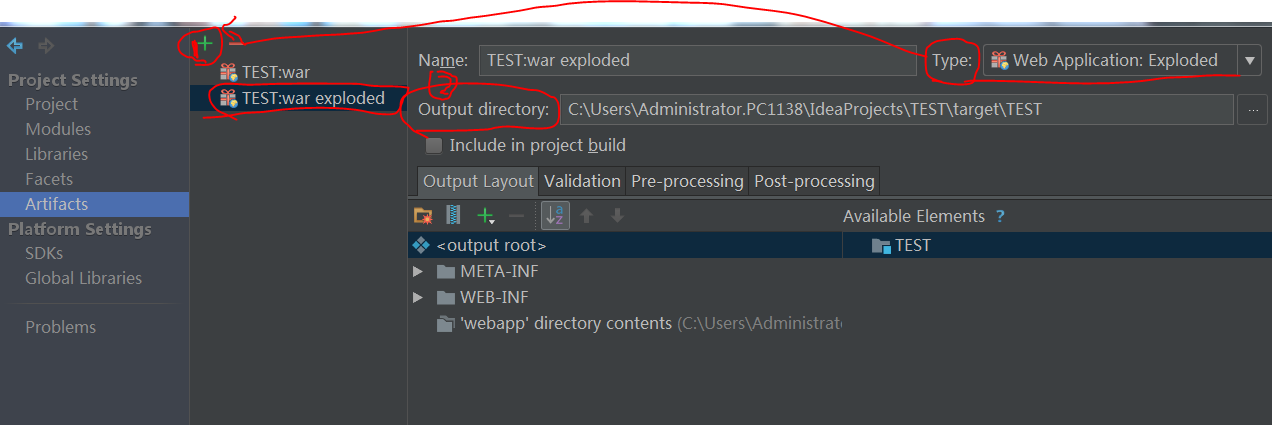 Project Settings
Project
Modules
Libraries
Facets
Artifacts
Platform Settings
SDKs
Global Libraries
Problems
TEST:war
TEST:war exploded
Name: TEST:war exploded Type: Web Application: Exploded
Output directory: C:\Users\Administrator.PC1138\IdeaProjects\TEST\target\TEST ...
Include in project build
Output Layout Validation Pre-processing Post-processing
Available Elements ?
<output root> TEST
META-INF
WEB-INF
'webapp' directory contents (C:\Users\Administrat